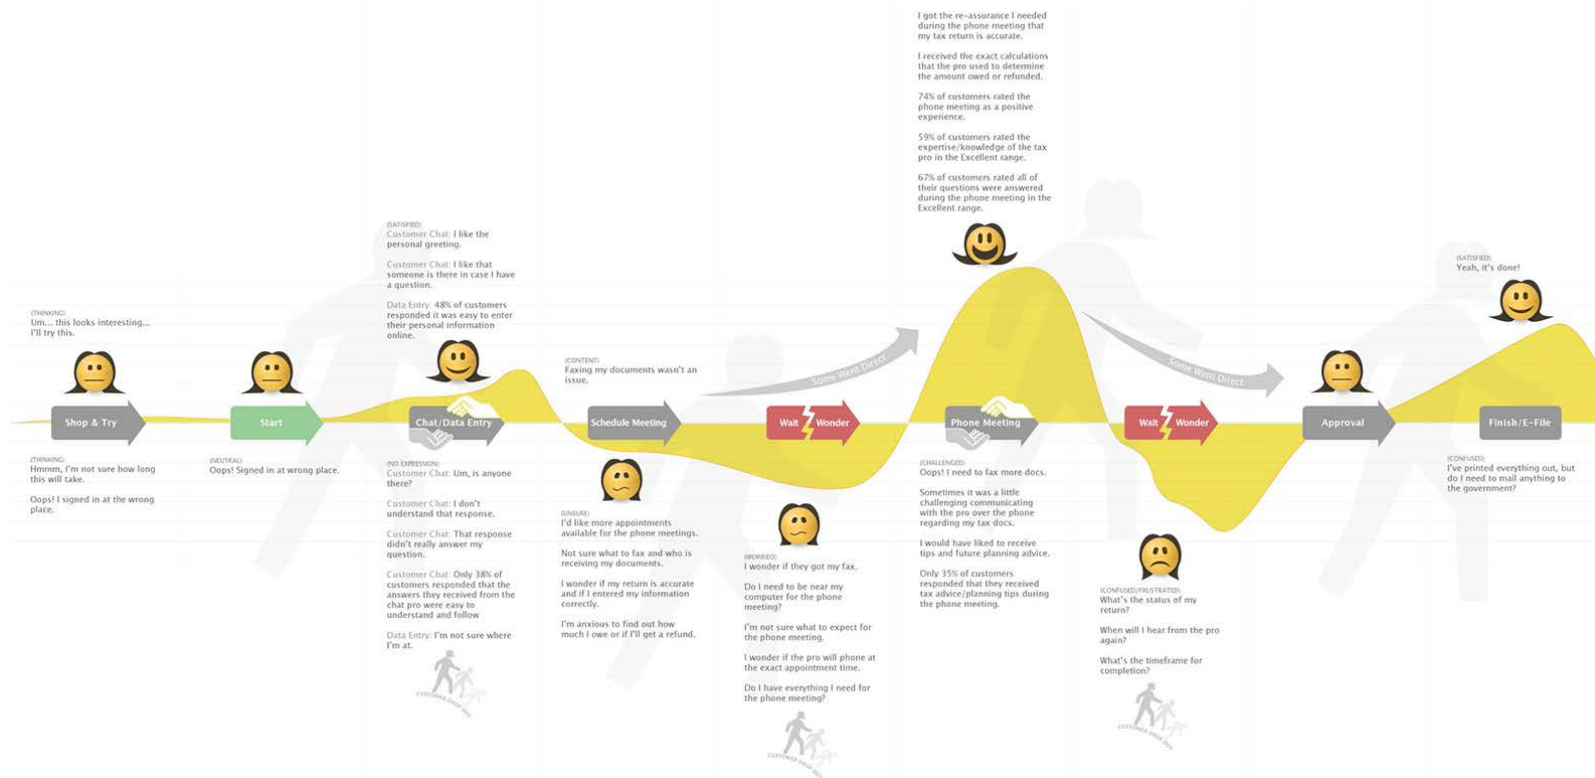 (THINKING)
Um... this looks interesting...
I'll try this.
Shop & Try
(THINKING)
Hmmm, I'm not sure how long
this will take.
Oops! I signed in at the wrong
place.
Start
(NEUTRAL)
Oops! Signed in at wrong place.
(SATISFIED)
Customer Chat: I like the
personal greeting.
Customer Chat: I like that
someone is there in case I have
a question.
Data Entry: 48% of customers
responded it was easy to enter
their personal information
online.
Chat/Data Entry
(NO EXPRESSION)
Customer Chat: Um, is anyone
there?
Customer Chat: I don't
understand that response.
Customer Chat: That response
didn't really answer my
question.
Customer Chat: Only 38% of
customers responded that the
answers they received from the
chat pro were easy to
understand and follow
Data Entry: I'm not sure where
I'm at.
CUSTOMER DROP OUT
(CONTENT)
Faxing my documents wasn't an
issue.
Schedule Meeting
(UNSURE)
I'd like more appointments
available for the phone meetings.
Not sure what to fax and who is
receiving my documents.
I wonder if my return is accurate
and if I entered my information
correctly.
I'm anxious to find out how
much I owe or if I'll get a refund.
Some Went Direct
Wait Wonder
(WORRIED)
I wonder if they got my fax.
Do I need to be near my
computer for the phone
meeting?
I'm not sure what to expect for
the phone meeting.
I wonder if the pro will phone at
the exact appointment time.
Do I have everything I need for
the phone meeting?
CUSTOMER DROP OUT
I got the re-assurance I needed
during the phone meeting that
my tax return is accurate.
I received the exact calculations
that the pro used to determine
the amount owed or refunded.
74% of customers rated the
phone meeting as a positive
experience.
59% of customers rated the
expertise/knowledge of the tax
pro in the Excellent range.
67% of customers rated all of
their questions were answered
during the phone meeting in the
Excellent range.
Phone Meeting
(CHALLENGED)
Oops! I need to fax more docs.
Sometimes it was a little
challenging communicating
with the pro over the phone
regarding my tax docs.
I would have liked to receive
tips and future planning advice.
Only 35% of customers
responded that they received
tax advice/planning tips during
the phone meeting.
Some Went Direct
Wait Wonder
(CONFUSED/FRUSTRATED)
What's the status of my
return?
When will I hear from the pro
again?
What's the timeframe for
completion?
CUSTOMER DROP OUT
Approval
(SATISFIED)
Yeah, it's done!
Finish/E-File
(CONFUSED)
I've printed everything out, but
do I need to mail anything to
the government?